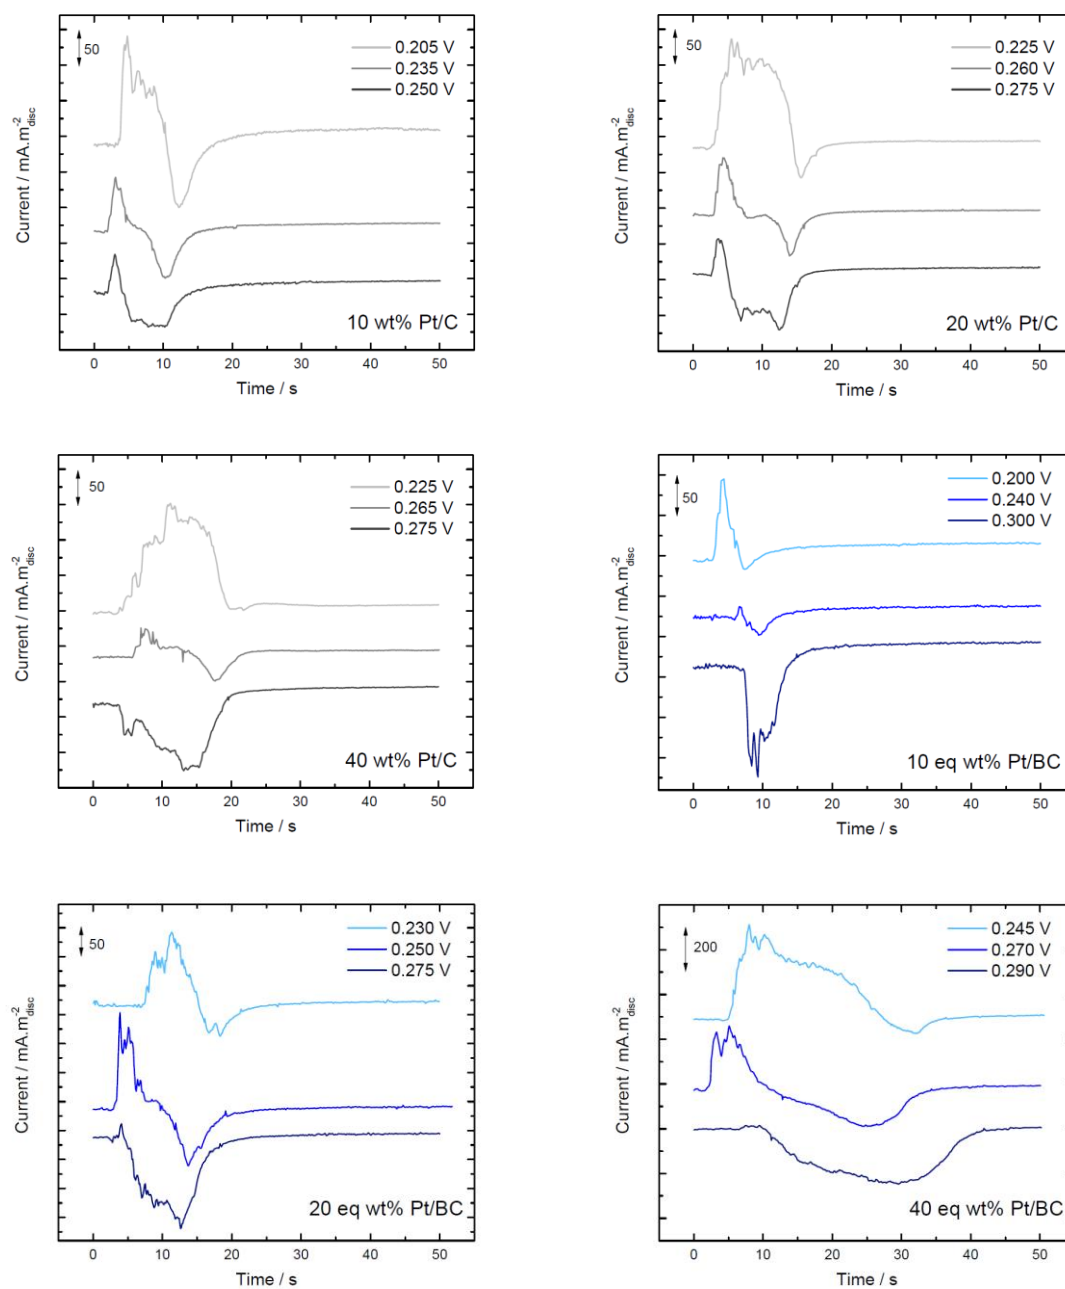 50
0.205 V
0.235 V
0.250 V
Current / mA.m⁻²disc
10 wt% Pt/C
0 10 20 30 40 50
Time / s
50
0.225 V
0.260 V
0.275 V
Current / mA.m⁻²disc
20 wt% Pt/C
0 10 20 30 40 50
Time / s
50
0.225 V
0.265 V
0.275 V
Current / mA.m⁻²disc
40 wt% Pt/C
0 10 20 30 40 50
Time / s
50
0.200 V
0.240 V
0.300 V
Current / mA.m⁻²disc
10 eq wt% Pt/BC
0 10 20 30 40 50
Time / s
50
0.230 V
0.250 V
0.275 V
Current / mA.m⁻²disc
20 eq wt% Pt/BC
0 10 20 30 40 50
Time / s
200
0.245 V
0.270 V
0.290 V
Current / mA.m⁻²disc
40 eq wt% Pt/BC
0 10 20 30 40 50
Time / s